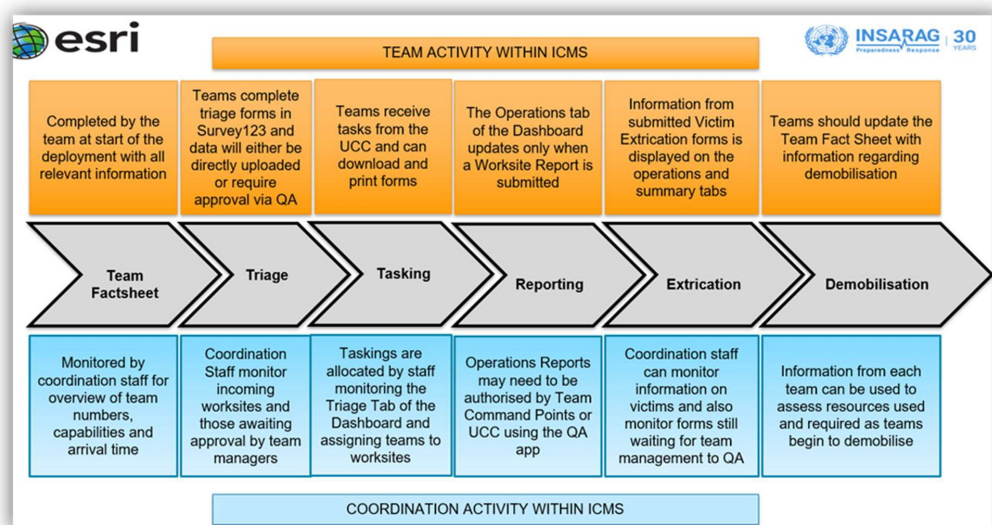 esri
TEAM ACTIVITY WITHIN ICMS
INSARAG
Preparedness Response
30
YEARS
Completed by the
team at start of the
deployment with all
relevant information
Teams complete
triage forms in
Survey123 and
data will either be
directly uploaded
or require
approval via QA
Teams receive
tasks from the
UCC and can
download and
print forms
The Operations tab
of the Dashboard
updates only when
a Worksite Report is
submitted
Information from
submitted Victim
Extrication forms is
displayed on the
operations and
summary tabs
Teams should update the
Team Fact Sheet with
information regarding
demobilisation
Team
Factsheet
Triage
Tasking
Reporting
Extrication
Demobilisation
Monitored by
coordination staff for
overview of team
numbers,
capabilities and
arrival time
Coordination
Staff monitor
incoming
worksites and
those awaiting
approval by team
managers
Taskings are
allocated by staff
monitoring the
Triage Tab of the
Dashboard and
assigning teams to
worksites
Operations Reports
may need to be
authorised by Team
Command Points or
UCC using the QA
app
Coordination staff
can monitor
information on
victims and also
monitor forms still
waiting for team
management to QA
Information from each
team can be used to
assess resources used
and required as teams
begin to demobilise
COORDINATION ACTIVITY WITHIN ICMS